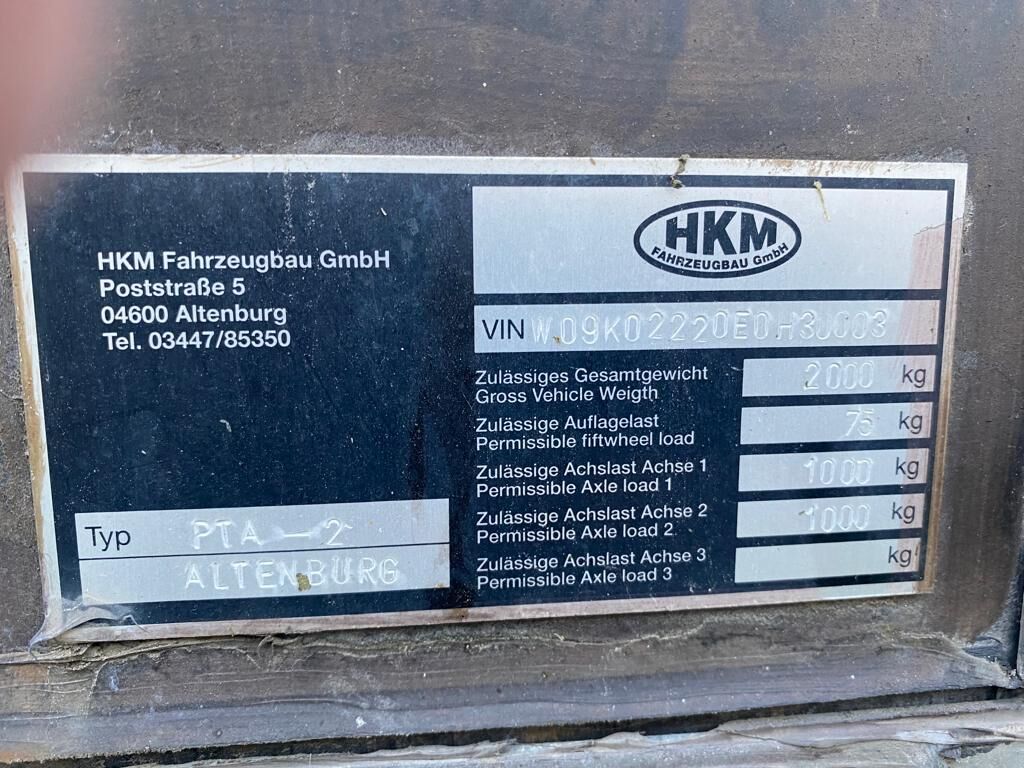 HKM Fahrzeugbau GmbH
Poststraße 5
04600 Altenburg
Tel. 03447/85350
HKM
FAHRZEUGBAU GmbH
VIN W09K02220E0H3J003
Zulässiges Gesamtgewicht
Gross Vehicle Weigth
2000 kg
Zulässige Auflagelast
Permissible fiftwheel load
75 kg
Zulässige Achslast Achse 1
Permissible Axle load 1
1000 kg
Zulässige Achslast Achse 2
Permissible Axle load 2
1000 kg
Zulässige Achslast Achse 3
Permissible Axle load 3
kg
Typ PTA-2
ALTENBURG